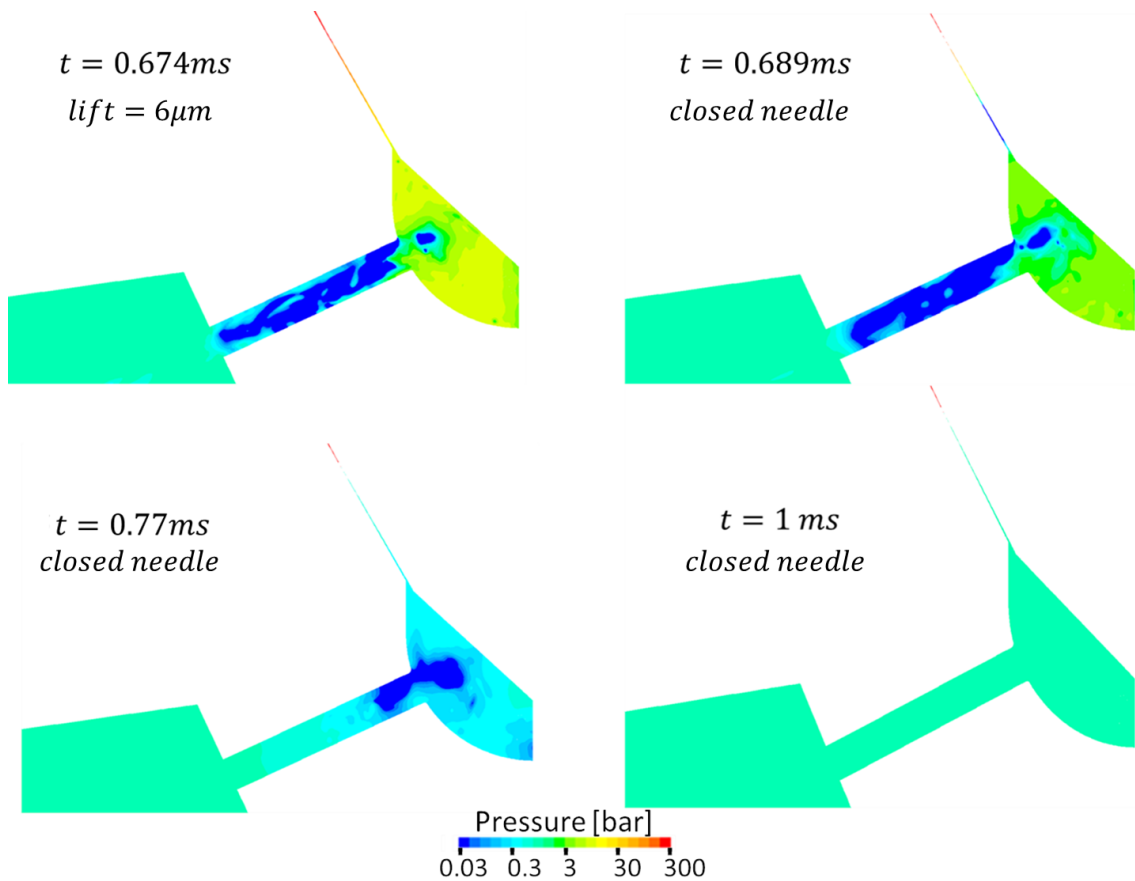 t = 0.674ms
lift = 6μm
t = 0.689ms
closed needle
t = 0.77ms
closed needle
t = 1 ms
closed needle
Pressure [bar]
0.03 0.3 3 30 300